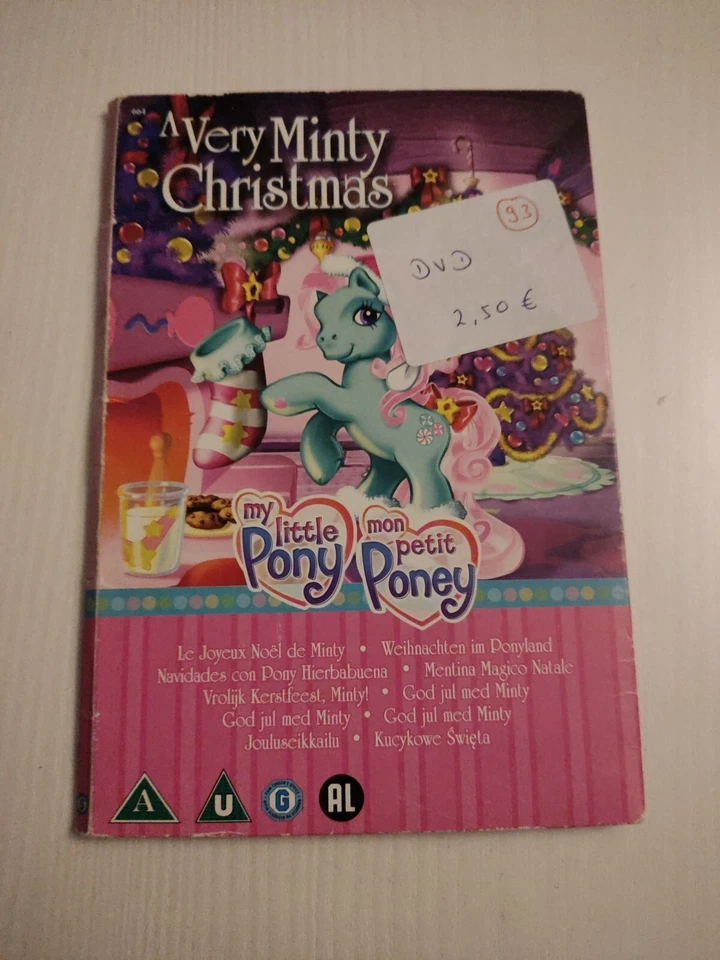 664
A Very Minty
Christmas
93
DVD
2,50 €
my
little
Pony
mon
petit
Poney
Le Joyeux Noël de Minty • Weihnachten im Ponyland
Navidades con Pony Hierbabuena • Mentina Magico Natale
Vrolijk Kerstfeest, Minty! • God jul med Minty
God jul med Minty • God jul med Minty
Jouluseikkailu • Kucykowe Święta
A
U
G
AL